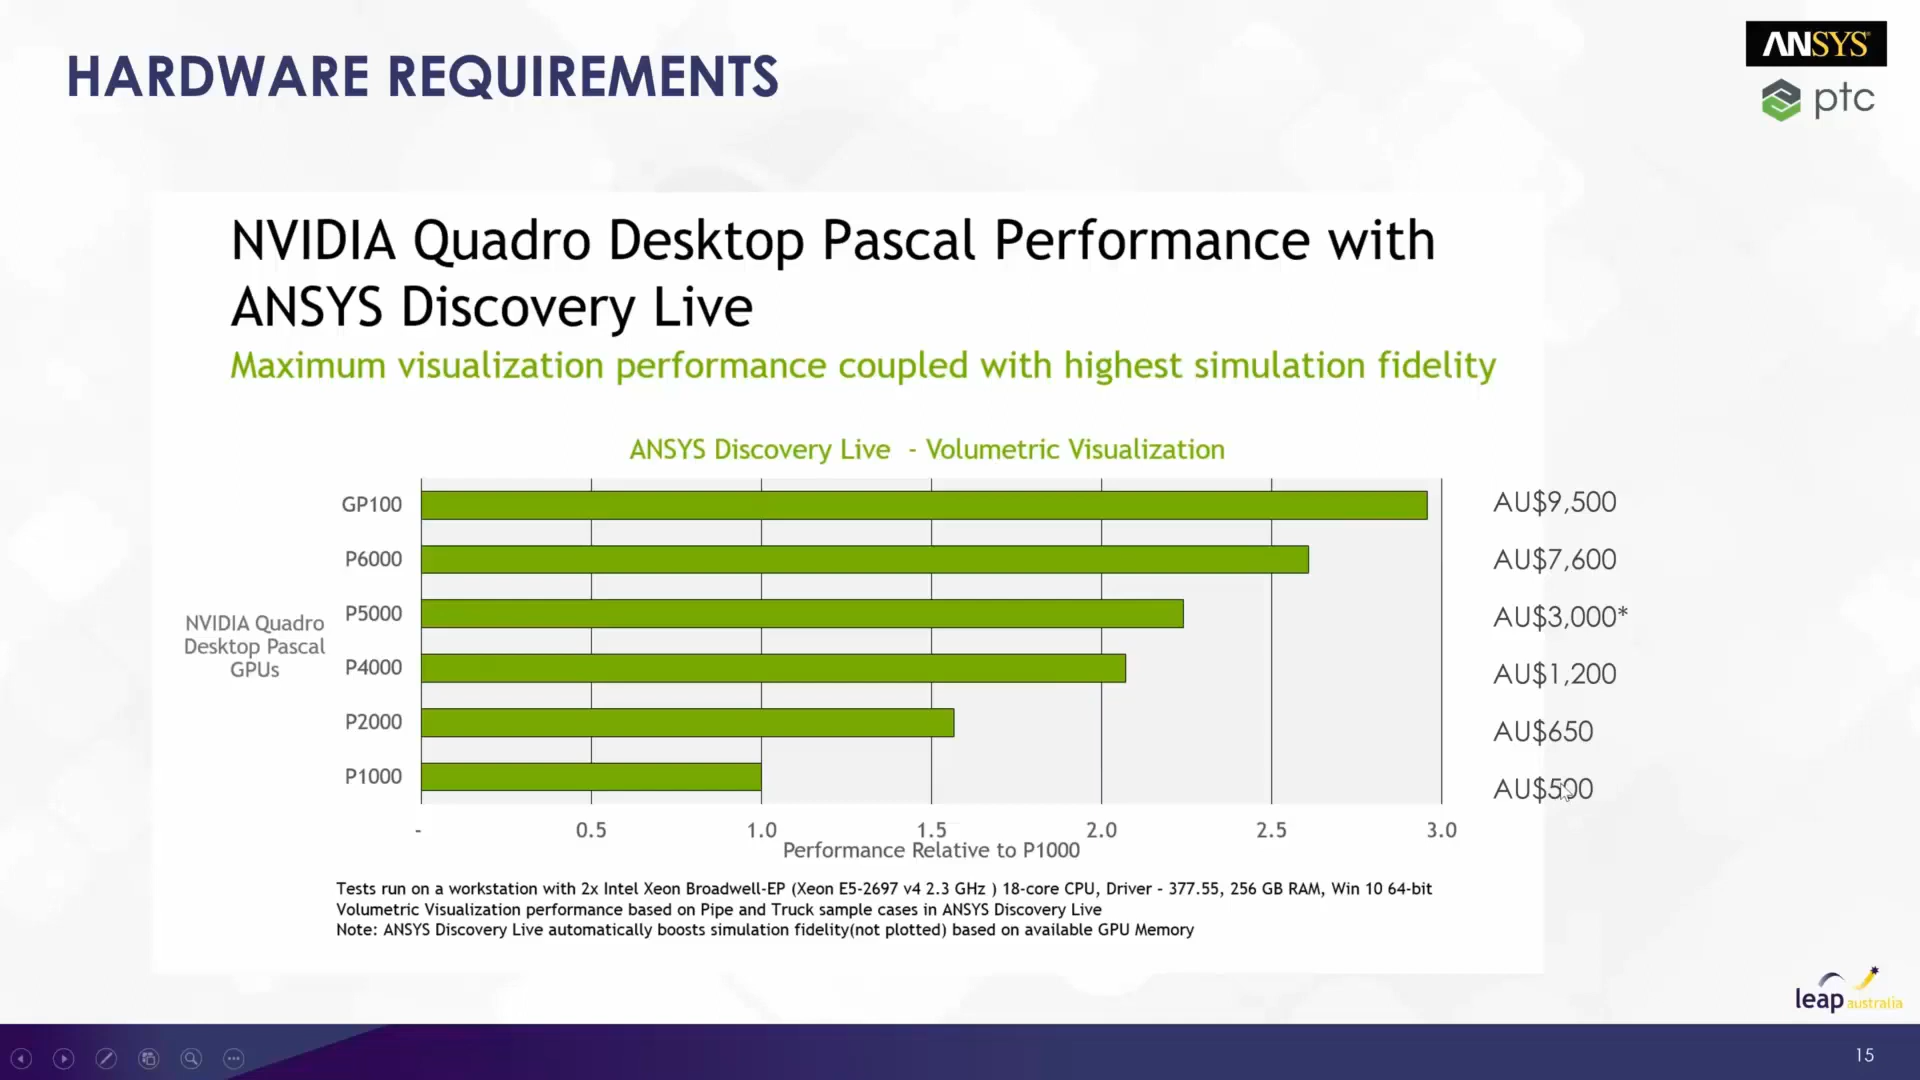 HARDWARE REQUIREMENTS
ANSYS
ptc
NVIDIA Quadro Desktop Pascal Performance with
ANSYS Discovery Live
Maximum visualization performance coupled with highest simulation fidelity
ANSYS Discovery Live - Volumetric Visualization
GP100 AU$9,500
P6000 AU$7,600
P5000 AU$3,000*
NVIDIA Quadro
Desktop Pascal
GPUs
P4000 AU$1,200
P2000 AU$650
P1000 AU$500
- 0.5 1.0 1.5 2.0 2.5 3.0
Performance Relative to P1000
Tests run on a workstation with 2x Intel Xeon Broadwell-EP (Xeon E5-2697 v4 2.3 GHz ) 18-core CPU, Driver - 377.55, 256 GB RAM, Win 10 64-bit
Volumetric Visualization performance based on Pipe and Truck sample cases in ANSYS Discovery Live
Note: ANSYS Discovery Live automatically boosts simulation fidelity(not plotted) based on available GPU Memory
leap australia
15